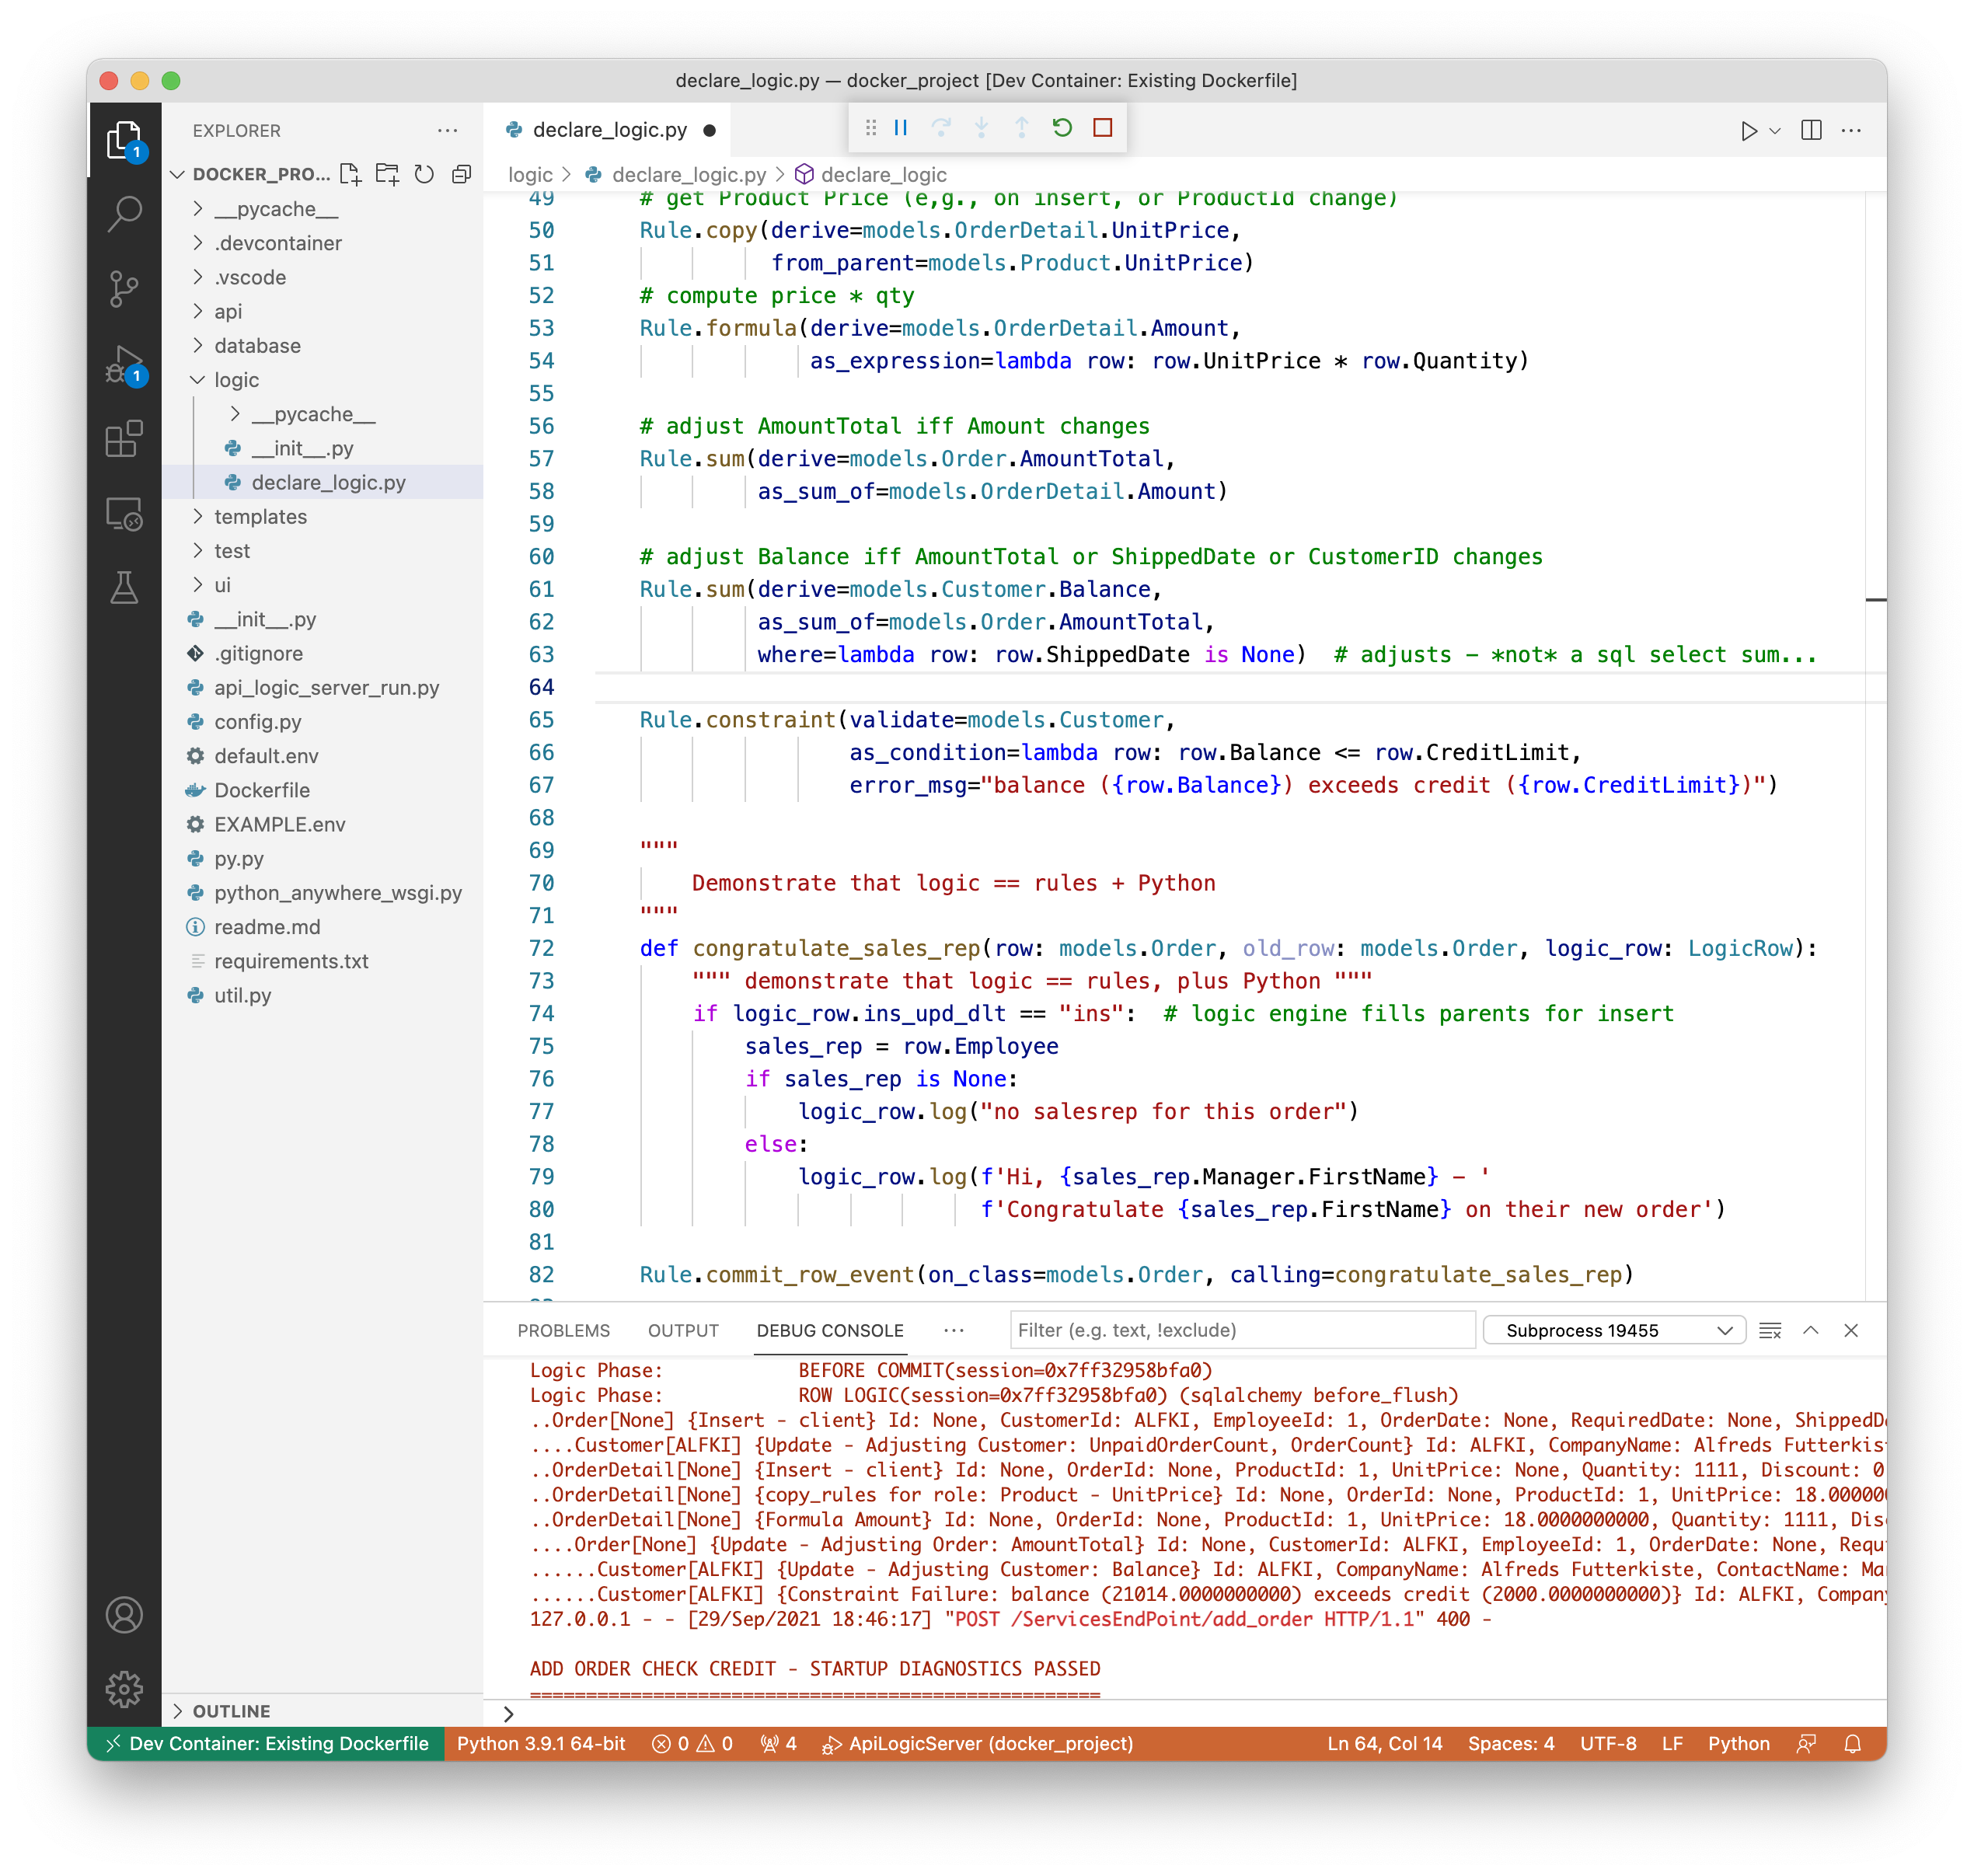 declare_logic.py — docker_project [Dev Container: Existing Dockerfile]
EXPLORER
DOCKER_PRO...
__pycache__
.devcontainer
.vscode
api
database
logic
__pycache__
__init__.py
declare_logic.py
templates
test
ui
__init__.py
.gitignore
api_logic_server_run.py
config.py
default.env
Dockerfile
EXAMPLE.env
py.py
python_anywhere_wsgi.py
readme.md
requirements.txt
util.py
OUTLINE
1
1
declare_logic.py
logic > declare_logic.py > declare_logic
49 # get Product Price (e,g., on insert, or ProductId change)
50 Rule.copy(derive=models.OrderDetail.UnitPrice,
51 from_parent=models.Product.UnitPrice)
52 # compute price * qty
53 Rule.formula(derive=models.OrderDetail.Amount,
54 as_expression=lambda row: row.UnitPrice * row.Quantity)
55
56 # adjust AmountTotal iff Amount changes
57 Rule.sum(derive=models.Order.AmountTotal,
58 as_sum_of=models.OrderDetail.Amount)
59
60 # adjust Balance iff AmountTotal or ShippedDate or CustomerID changes
61 Rule.sum(derive=models.Customer.Balance,
62 as_sum_of=models.Order.AmountTotal,
63 where=lambda row: row.ShippedDate is None)  # adjusts - *not* a sql select sum...
64
65 Rule.constraint(validate=models.Customer,
66 as_condition=lambda row: row.Balance <= row.CreditLimit,
67 error_msg="balance ({row.Balance}) exceeds credit ({row.CreditLimit})")
68
69 """
70 Demonstrate that logic == rules + Python
71 """
72 def congratulate_sales_rep(row: models.Order, old_row: models.Order, logic_row: LogicRow):
73 """ demonstrate that logic == rules, plus Python """
74 if logic_row.ins_upd_dlt == "ins":  # logic engine fills parents for insert
75 sales_rep = row.Employee
76 if sales_rep is None:
77 logic_row.log("no salesrep for this order")
78 else:
79 logic_row.log(f'Hi, {sales_rep.Manager.FirstName} - '
80 f'Congratulate {sales_rep.FirstName} on their new order')
81
82 Rule.commit_row_event(on_class=models.Order, calling=congratulate_sales_rep)
PROBLEMS OUTPUT DEBUG CONSOLE ... Filter (e.g. text, !exclude) Subprocess 19455
Logic Phase: BEFORE COMMIT(session=0x7ff32958bfa0)
Logic Phase: ROW LOGIC(session=0x7ff32958bfa0) (sqlalchemy before_flush)
..Order[None] {Insert - client} Id: None, CustomerId: ALFKI, EmployeeId: 1, OrderDate: None, RequiredDate: None, ShippedD
....Customer[ALFKI] {Update - Adjusting Customer: UnpaidOrderCount, OrderCount} Id: ALFKI, CompanyName: Alfreds Futterkis
..OrderDetail[None] {Insert - client} Id: None, OrderId: None, ProductId: 1, UnitPrice: None, Quantity: 1111, Discount: 0
..OrderDetail[None] {copy_rules for role: Product - UnitPrice} Id: None, OrderId: None, ProductId: 1, UnitPrice: 18.00000
..OrderDetail[None] {Formula Amount} Id: None, OrderId: None, ProductId: 1, UnitPrice: 18.0000000000, Quantity: 1111, Dis
....Order[None] {Update - Adjusting Order: AmountTotal} Id: None, CustomerId: ALFKI, EmployeeId: 1, OrderDate: None, Requ
......Customer[ALFKI] {Update - Adjusting Customer: Balance} Id: ALFKI, CompanyName: Alfreds Futterkiste, ContactName: Ma
......Customer[ALFKI] {Constraint Failure: balance (21014.0000000000) exceeds credit (2000.0000000000)} Id: ALFKI, Compan
127.0.0.1 - - [29/Sep/2021 18:46:17] "POST /ServicesEndPoint/add_order HTTP/1.1" 400 -
ADD ORDER CHECK CREDIT - STARTUP DIAGNOSTICS PASSED
===================================================
>
Dev Container: Existing Dockerfile Python 3.9.1 64-bit 0 0 4 ApiLogicServer (docker_project) Ln 64, Col 14 Spaces: 4 UTF-8 LF Python